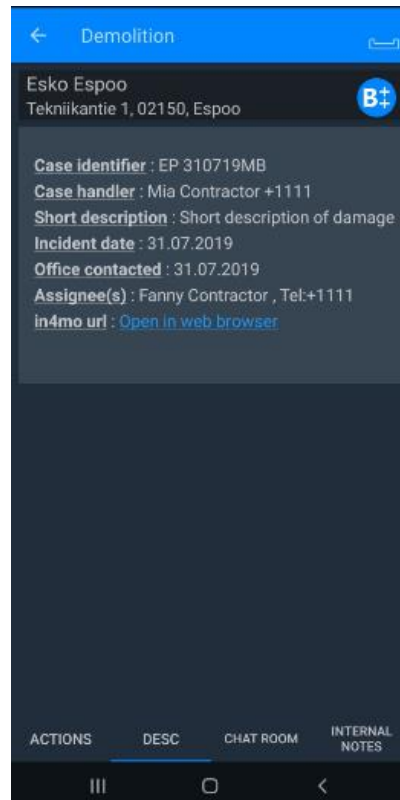 Demolition
Esko Espoo
Tekniikantie 1, 02150, Espoo
B
Case identifier : EP 310719MB
Case handler : Mia Contractor +1111
Short description : Short description of damage
Incident date : 31.07.2019
Office contacted : 31.07.2019
Assignee(s) : Fanny Contractor , Tel:+1111
in4mo url : Open in web browser
ACTIONS
DESC
CHAT ROOM
INTERNAL
NOTES